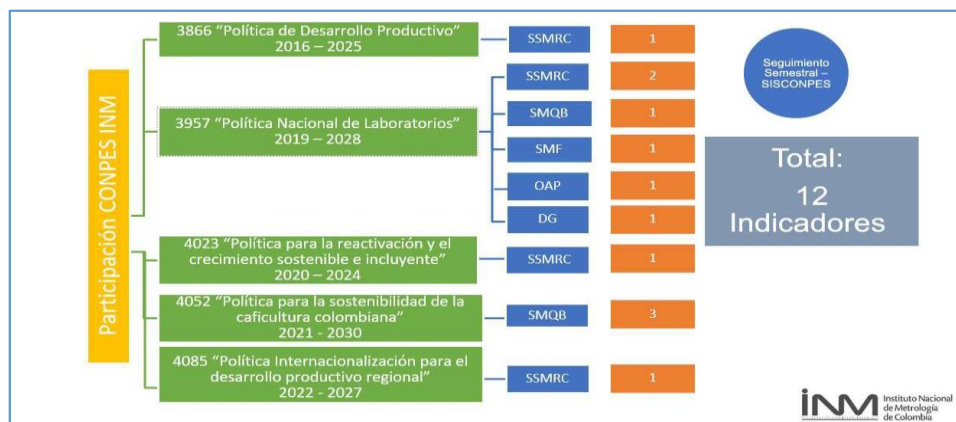 Participación CONPES INM
3866 “Política de Desarrollo Productivo”
2016 – 2025
SSMRC
1
3957 “Política Nacional de Laboratorios”
2019 – 2028
SSMRC
2
SMQB
1
SMF
1
OAP
1
DG
1
4023 “Política para la reactivación y el
crecimiento sostenible e incluyente”
2020 – 2024
SSMRC
1
4052 “Política para la sostenibilidad de la
caficultura colombiana”
2021 - 2030
SMQB
3
4085 “Política Internacionalización para el
desarrollo productivo regional”
2022 - 2027
SSMRC
1
Seguimiento
Semestral –
SISCONPES
Total:
12
Indicadores
INM
Instituto Nacional
de Metrología
de Colombia